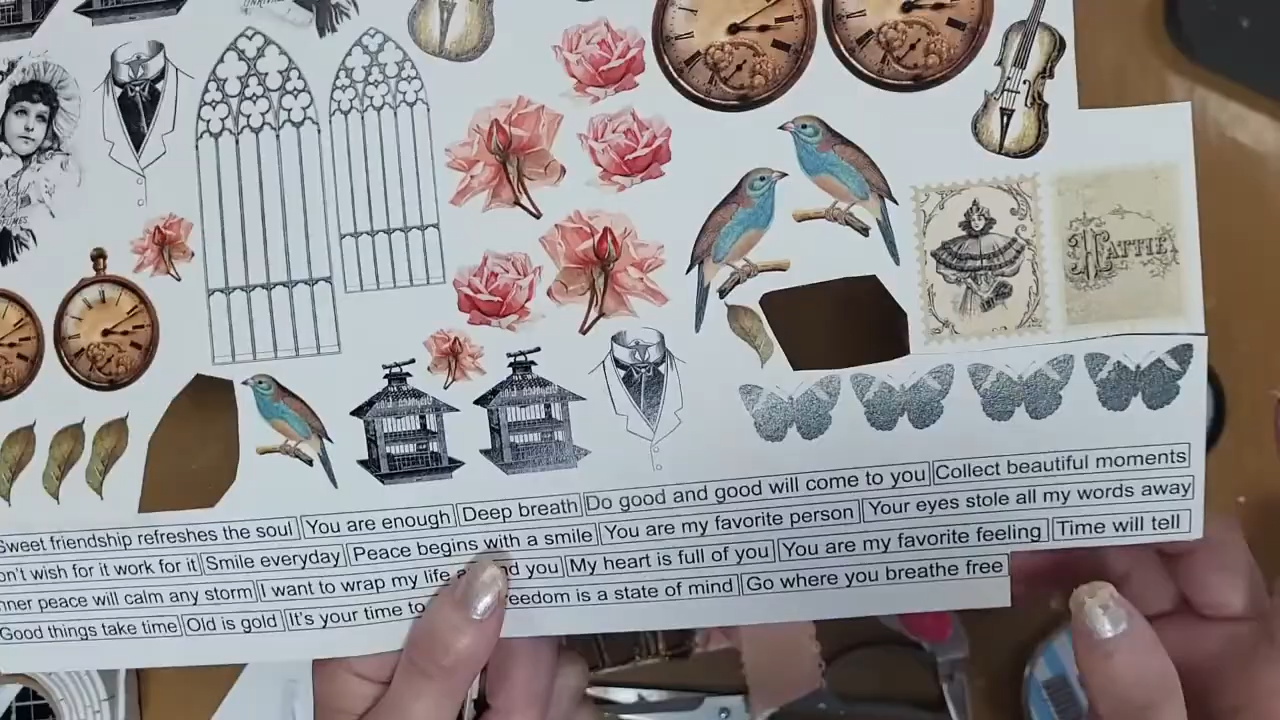 HATTIE
Sweet friendship refreshes the soul You are enough Deep breath Do good and good will come to you Collect beautiful moments
on't wish for it work for it Smile everyday Peace begins with a smile You are my favorite person Your eyes stole all my words away
nner peace will calm any storm I want to wrap my life a nd you My heart is full of you You are my favorite feeling Time will tell
Good things take time Old is gold It's your time to reedom is a state of mind Go where you breathe free